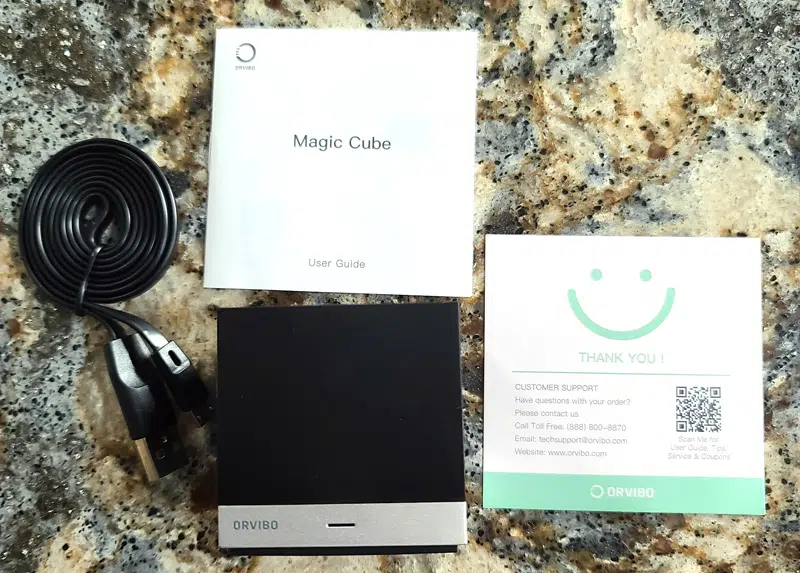 ORVIBO
Magic Cube
User Guide
ORVIBO
THANK YOU !
CUSTOMER SUPPORT
Have questions with your order?
Please contact us
Call Toll Free: (888) 800-8870
Email: techsupport@orvibo.com
Website: www.orvibo.com
Scan Me for
User Guide, Tips,
Service & Coupons
ORVIBO